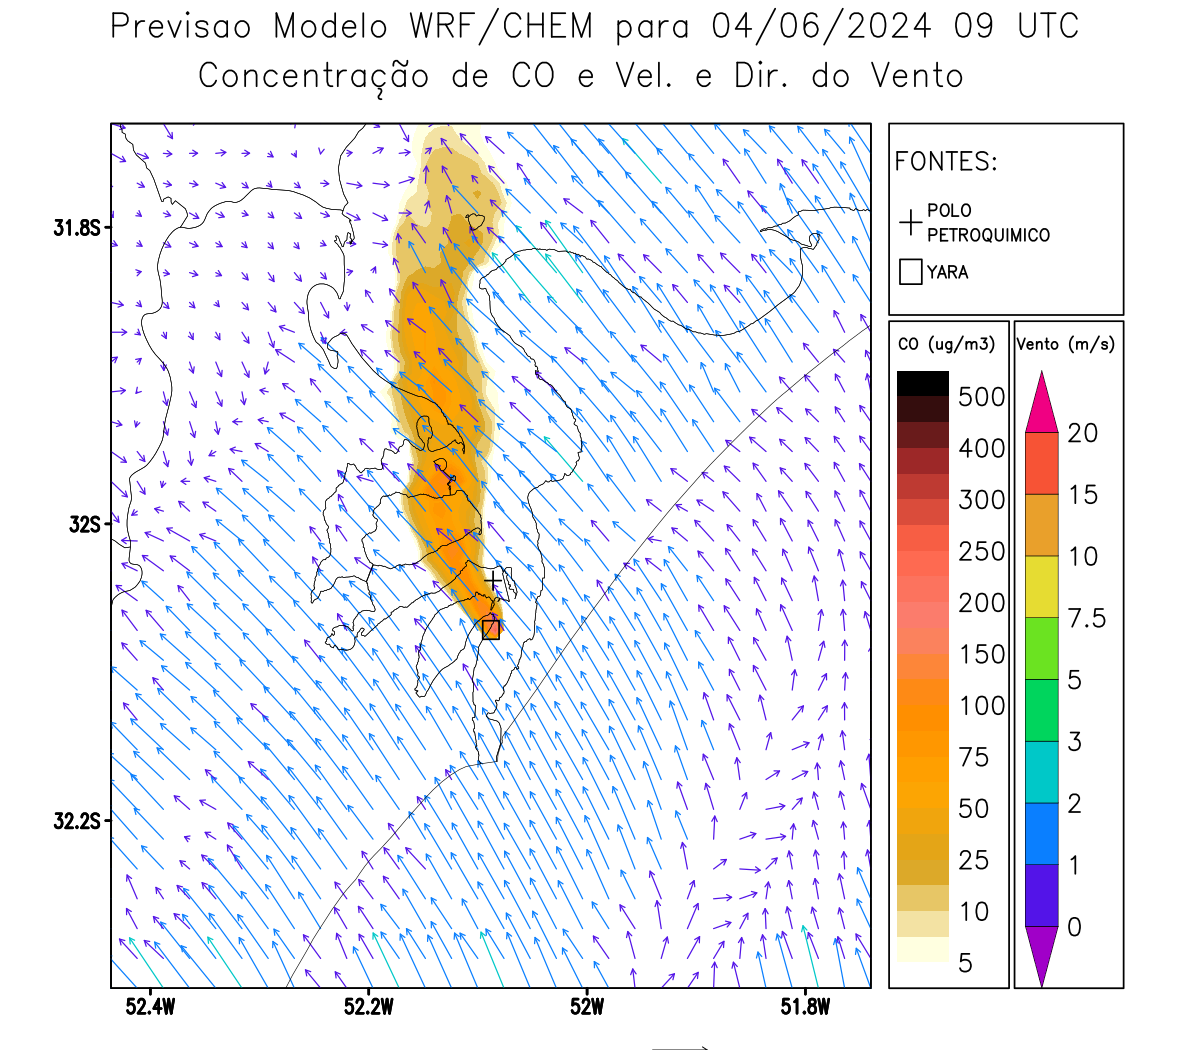 Previsao Modelo WRF/CHEM para 04/06/2024 09 UTC
Concentração de CO e Vel. e Dir. do Vento
FONTES:
POLO
PETROQUIMICO
YARA
CO (ug/m3)
500
400
300
250
200
150
100
75
50
25
10
5
Vento (m/s)
20
15
10
7.5
5
3
2
1
0
31.8S
32S
32.2S
52.4W
52.2W
52W
51.8W